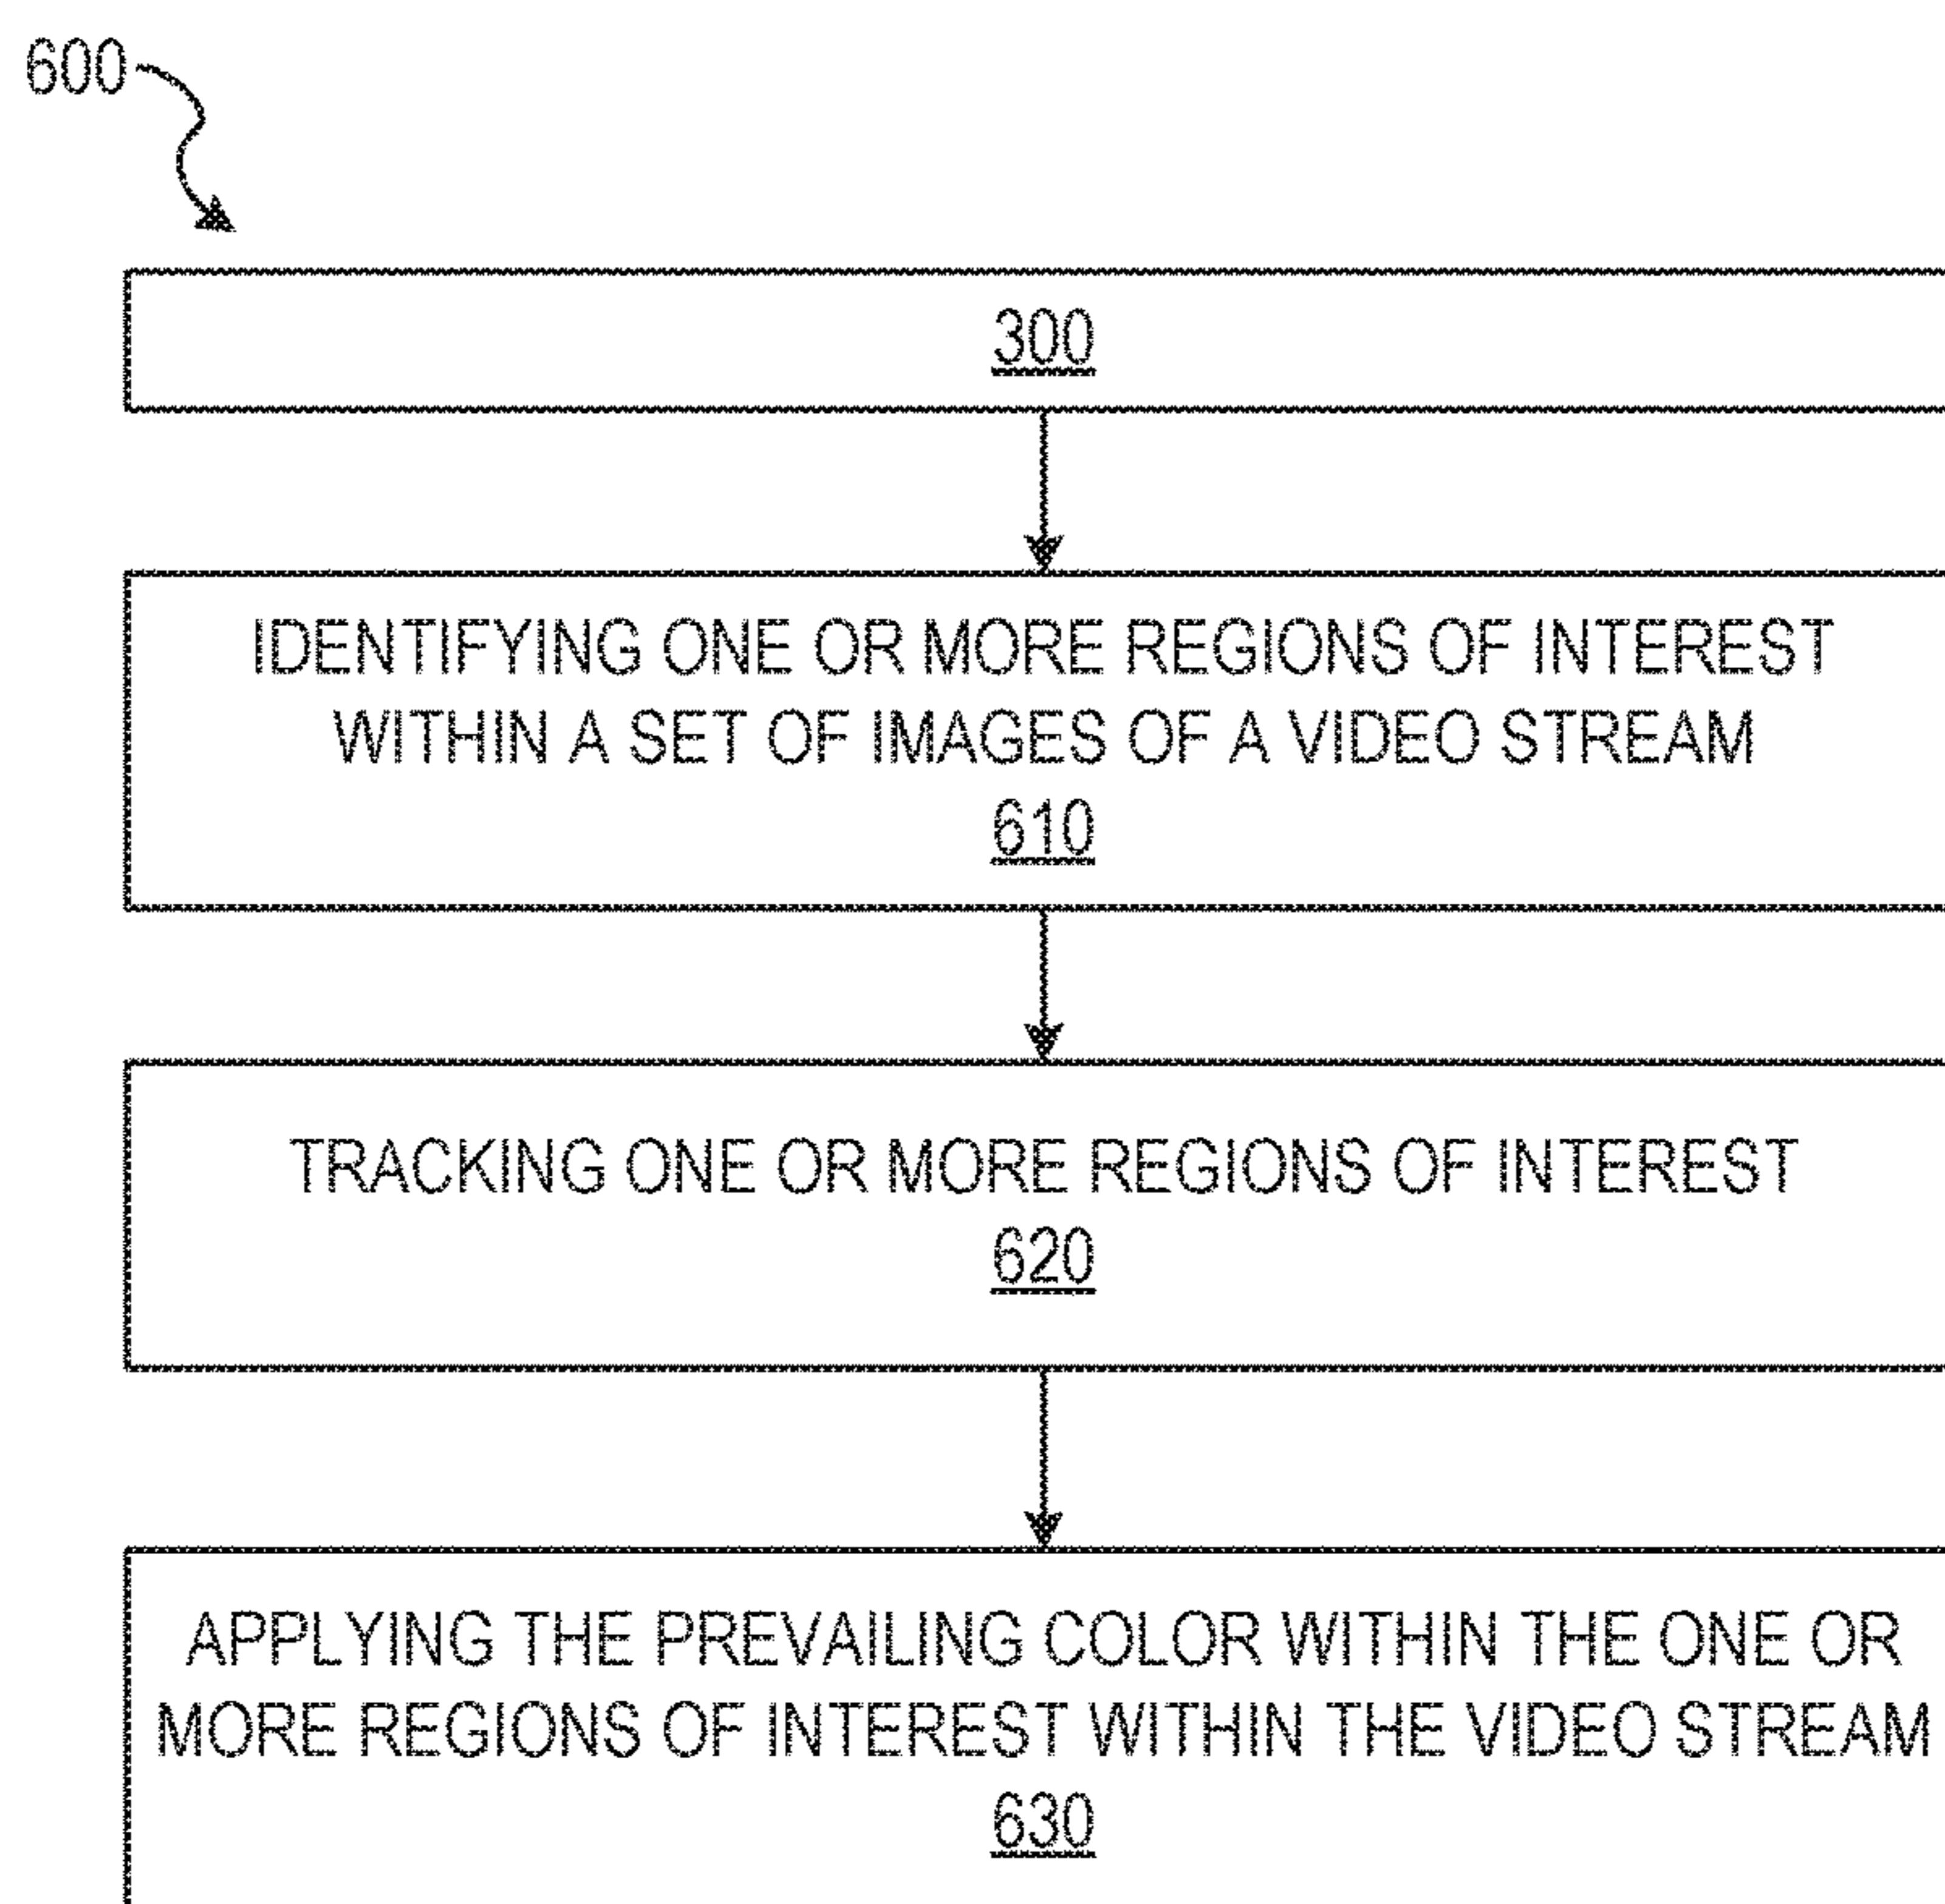 600
300
IDENTIFYING ONE OR MORE REGIONS OF INTEREST
WITHIN A SET OF IMAGES OF A VIDEO STREAM
610
TRACKING ONE OR MORE REGIONS OF INTEREST
620
APPLYING THE PREVAILING COLOR WITHIN THE ONE OR
MORE REGIONS OF INTEREST WITHIN THE VIDEO STREAM
630